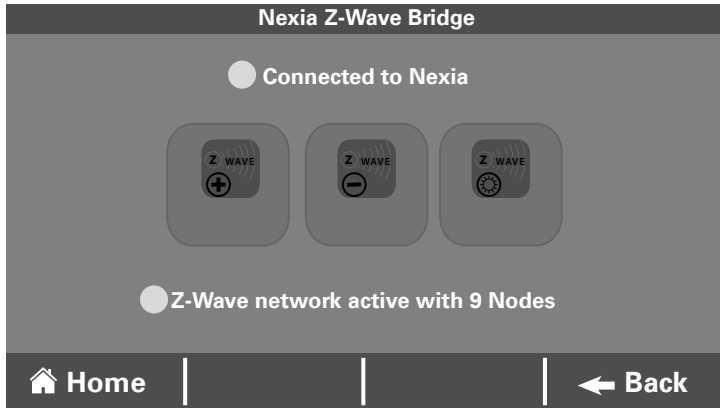 Nexia Z-Wave Bridge
Connected to Nexia
Z WAVE
Z WAVE
Z WAVE
Z-Wave network active with 9 Nodes
Home Back